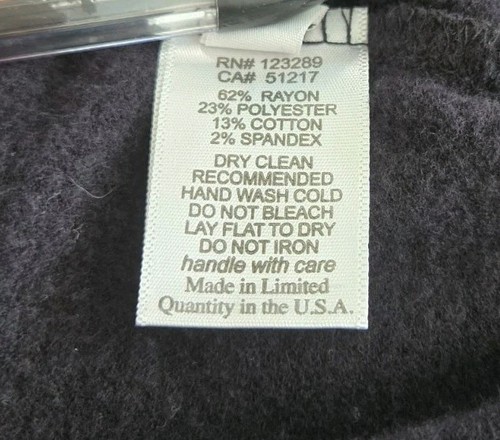 RN# 123289
CA# 51217
62% RAYON
23% POLYESTER
13% COTTON
2% SPANDEX
DRY CLEAN
RECOMMENDED
HAND WASH COLD
DO NOT BLEACH
LAY FLAT TO DRY
DO NOT IRON
handle with care
Made in Limited
Quantity in the U.S.A.